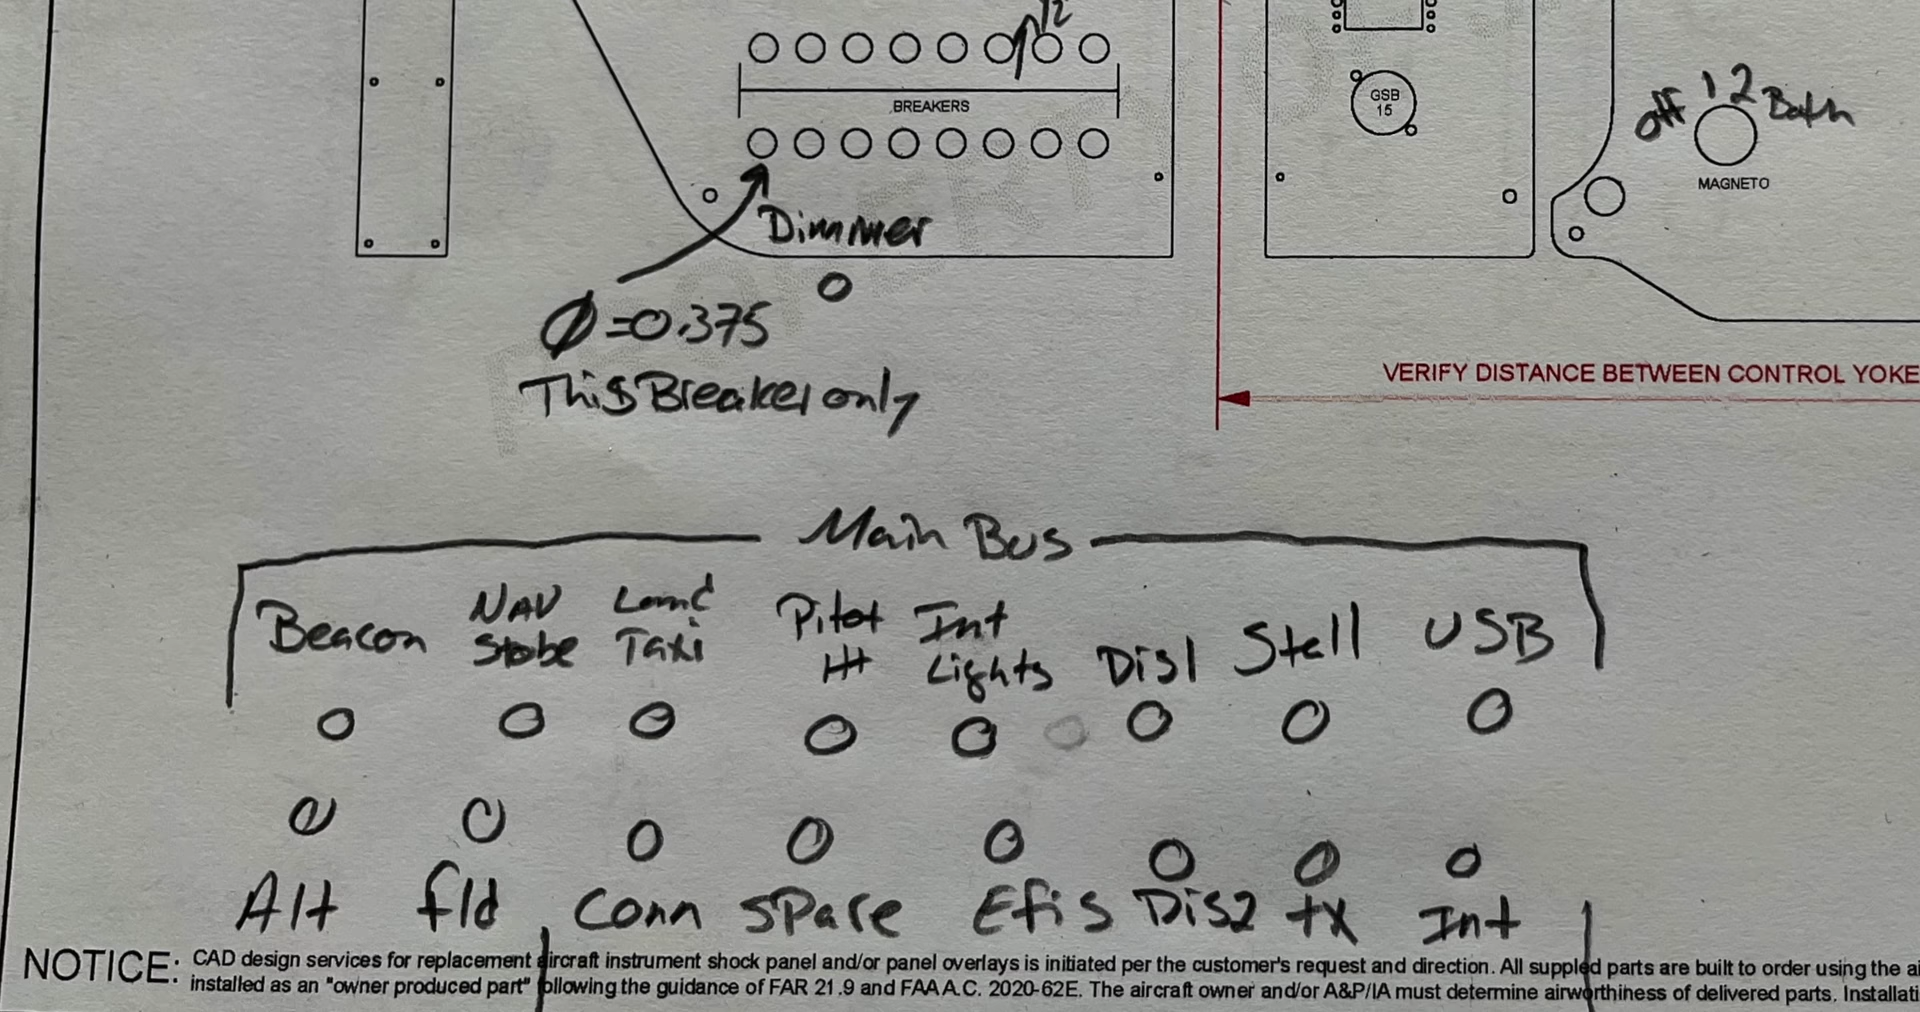 12
BREAKERS
GSB
15
off 1 2 Both
MAGNETO
Dimmer
Ø=0.375
This Breaker only
VERIFY DISTANCE BETWEEN CONTROL YOKE
Main Bus
Beacon NAV Stobe Land Taxi Pitot Ht Int Lights Dis1 Stall USB
Alt fld Conn SPare Efis Dis2 tx Int
NOTICE: CAD design services for replacement aircraft instrument shock panel and/or panel overlays is initiated per the customer's request and direction. All supplied parts are built to order using the ai
installed as an "owner produced part" following the guidance of FAR 21.9 and FAA A.C. 2020-62E. The aircraft owner and/or A&P/IA must determine airworthiness of delivered parts. Installati